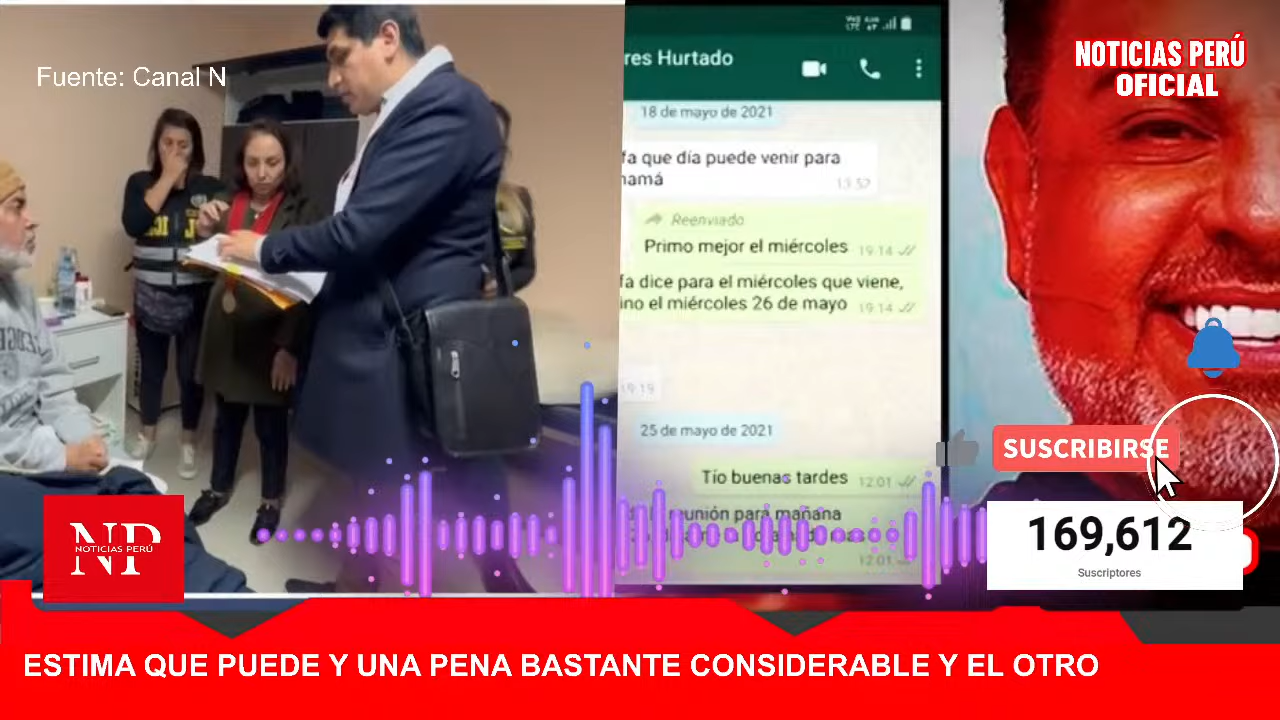 Fuente: Canal N
res Hurtado
18 de mayo de 2021
fa que día puede venir para
mamá
13:52
Reenviado
Primo mejor el miércoles 19:14
fa dice para el miércoles que viene,
ino el miércoles 26 de mayo 19:14
19:19
25 de mayo de 2021
Tío buenas tardes 12:01
reunión para mañana
12:01
NOTICIAS PERÚ
OFICIAL
SUSCRIBIRSE
169,612
Suscriptores
NP
NOTICIAS PERÚ
ESTIMA QUE PUEDE Y UNA PENA BASTANTE CONSIDERABLE Y EL OTRO